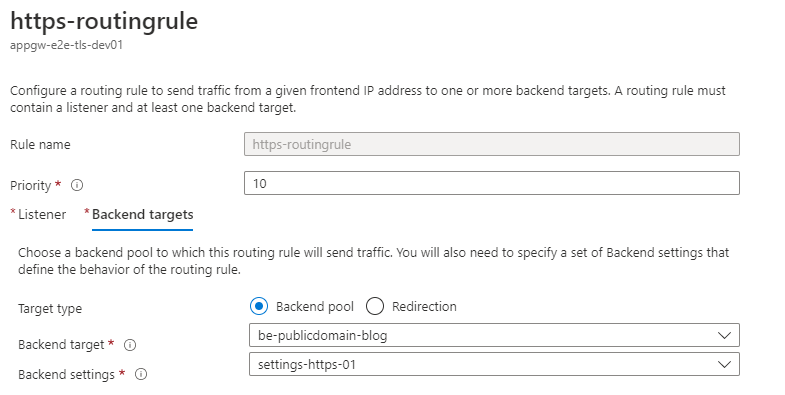 https-routingrule
appgw-e2e-tls-dev01
Configure a routing rule to send traffic from a given frontend IP address to one or more backend targets. A routing rule must
contain a listener and at least one backend target.
Rule name
https-routingrule
Priority *
10
* Listener * Backend targets
Choose a backend pool to which this routing rule will send traffic. You will also need to specify a set of Backend settings that
define the behavior of the routing rule.
Target type
Backend pool Redirection
Backend target *
be-publicdomain-blog
Backend settings *
settings-https-01